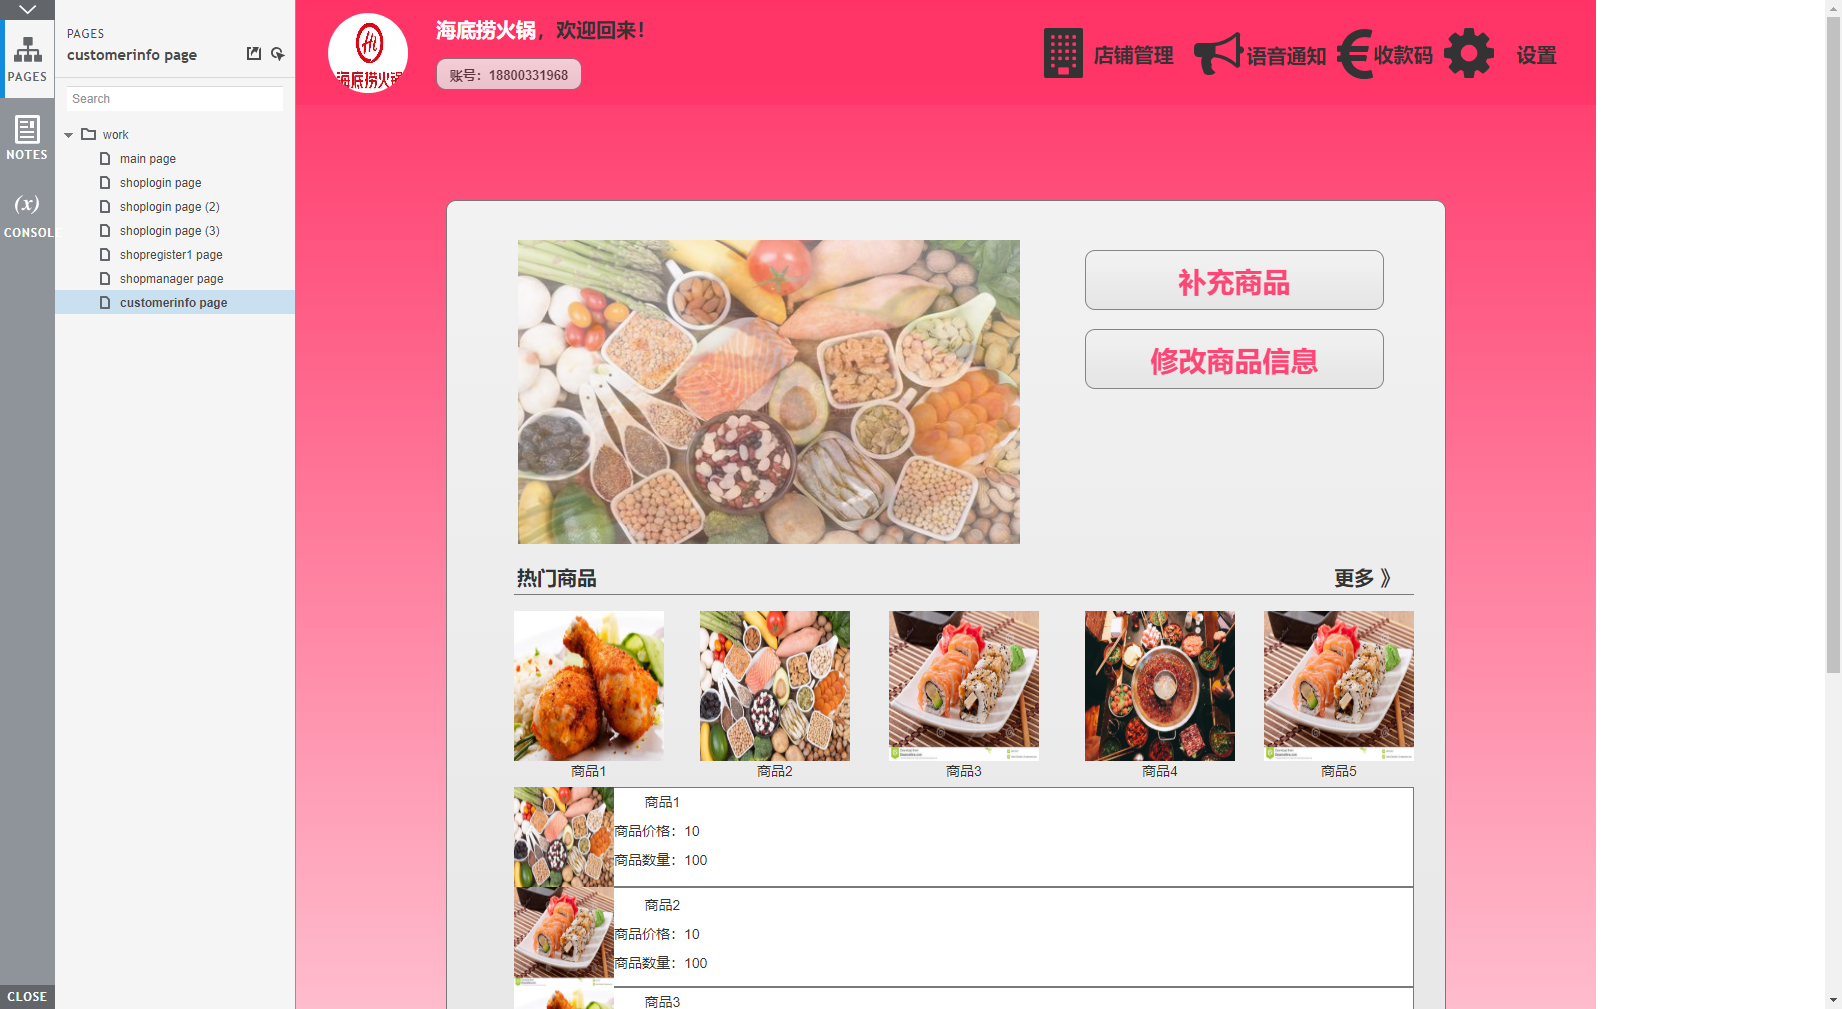 PAGES
customerinfo page
PAGES
Search
NOTES
(x)
CONSOLE
work
main page
shoplogin page
shoplogin page (2)
shoplogin page (3)
shopregister1 page
shopmanager page
customerinfo page
CLOSE
海底捞火锅
海底捞火锅，欢迎回来！
账号：18800331968
店铺管理
语音通知
收款码
设置
补充商品
修改商品信息
热门商品
更多 》
商品1
商品2
商品3
商品4
商品5
商品1
商品价格：10
商品数量：100
商品2
商品价格：10
商品数量：100
商品3